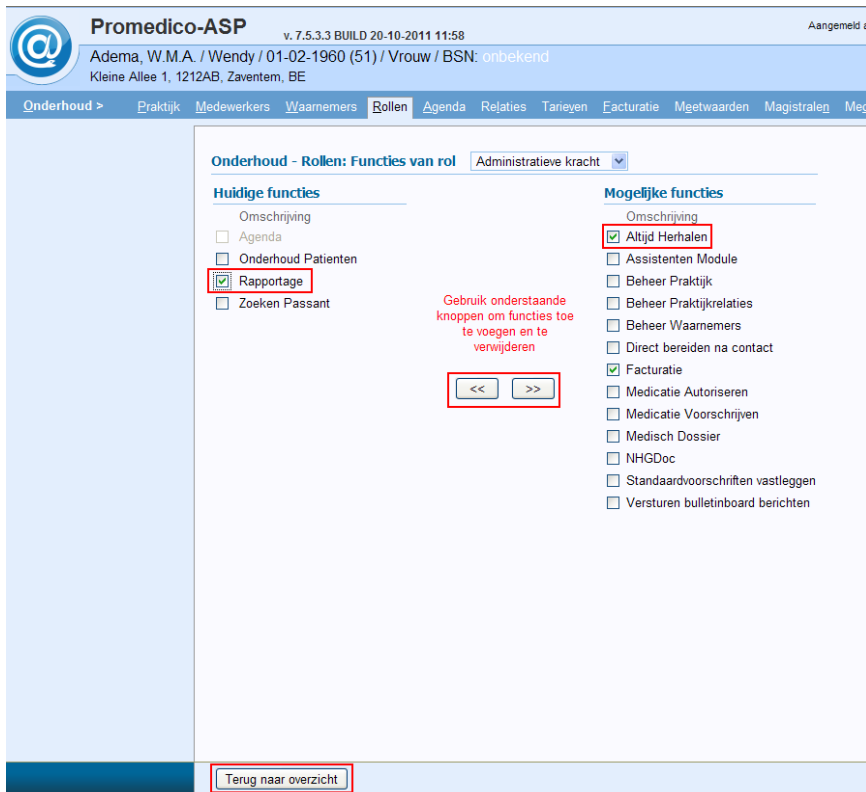 Promedico-ASP v. 7.5.3.3 BUILD 20-10-2011 11:58 Aangemeld
Adema, W.M.A. / Wendy / 01-02-1960 (51) / Vrouw / BSN: onbekend
Kleine Allee 1, 1212AB, Zaventem, BE
Onderhoud > Praktijk Medewerkers Waarnemers Rollen Agenda Relaties Tarieven Facturatie Meetwaarden Magistralen
Onderhoud - Rollen: Functies van rol Administratieve kracht
Huidige functies
Omschrijving
Agenda
Onderhoud Patienten
Rapportage
Zoeken Passant
Gebruik onderstaande
knoppen om functies toe
te voegen en te
verwijderen
<< >>
Mogelijke functies
Omschrijving
Altijd Herhalen
Assistenten Module
Beheer Praktijk
Beheer Praktijkrelaties
Beheer Waarnemers
Direct bereiden na contact
Facturatie
Medicatie Autoriseren
Medicatie Voorschrijven
Medisch Dossier
NHGDoc
Standaardvoorschriften vastleggen
Versturen bulletinboard berichten
Terug naar overzicht